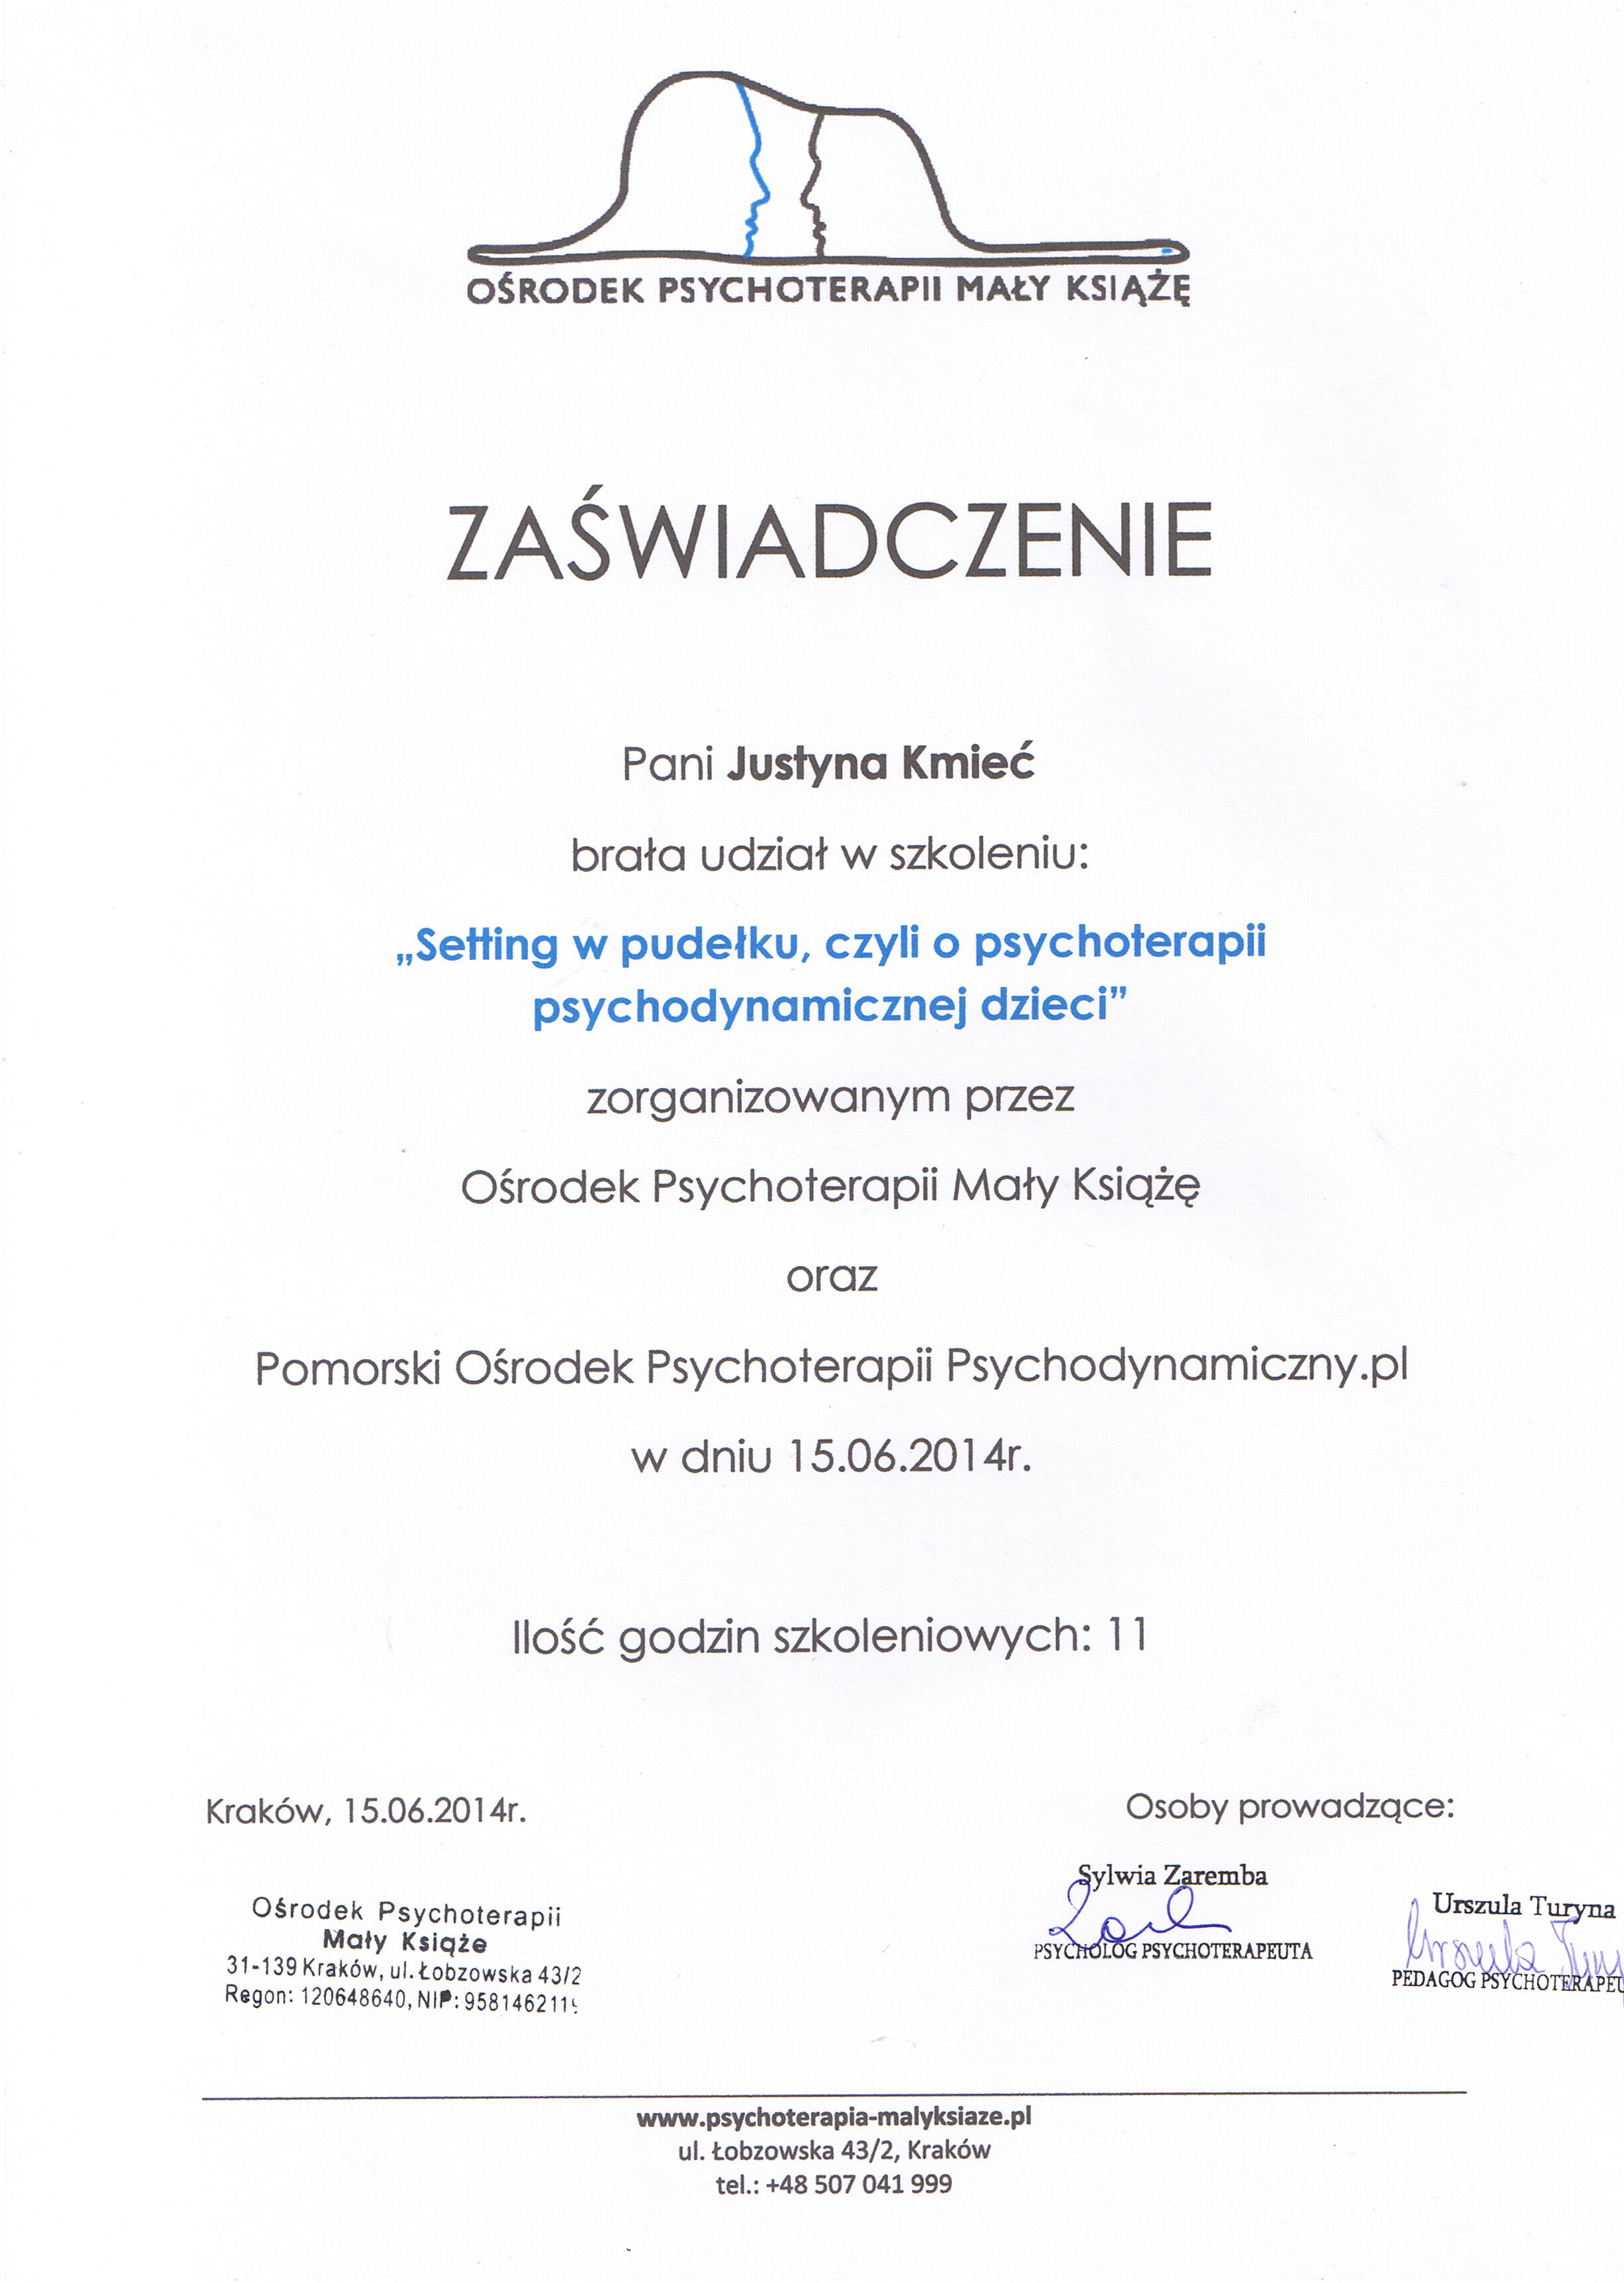 OŚRODEK PSYCHOTERAPII MAŁY KSIĄŻĘ
ZAŚWIADCZENIE
Pani Justyna Kmieć
brała udział w szkoleniu:
„Setting w pudełku, czyli o psychoterapii
psychodynamicznej dzieci”
zorganizowanym przez
Ośrodek Psychoterapii Mały Książę
oraz
Pomorski Ośrodek Psychoterapii Psychodynamiczny.pl
w dniu 15.06.2014r.
Ilość godzin szkoleniowych: 11
Kraków, 15.06.2014r.
Osoby prowadzące:
Ośrodek Psychoterapii
Mały Książe
31-139 Kraków, ul. Łobzowska 43/2
Regon: 120648640, NIP:
Sylwia Zaremba
PSYCHOLOG PSYCHOTERAPEUTA
Urszula Turyna
PEDAGOG
www.psychoterapia-malyksiaze.pl
ul. Łobzowska 43/2, Kraków
tel.: +48 507 041 999